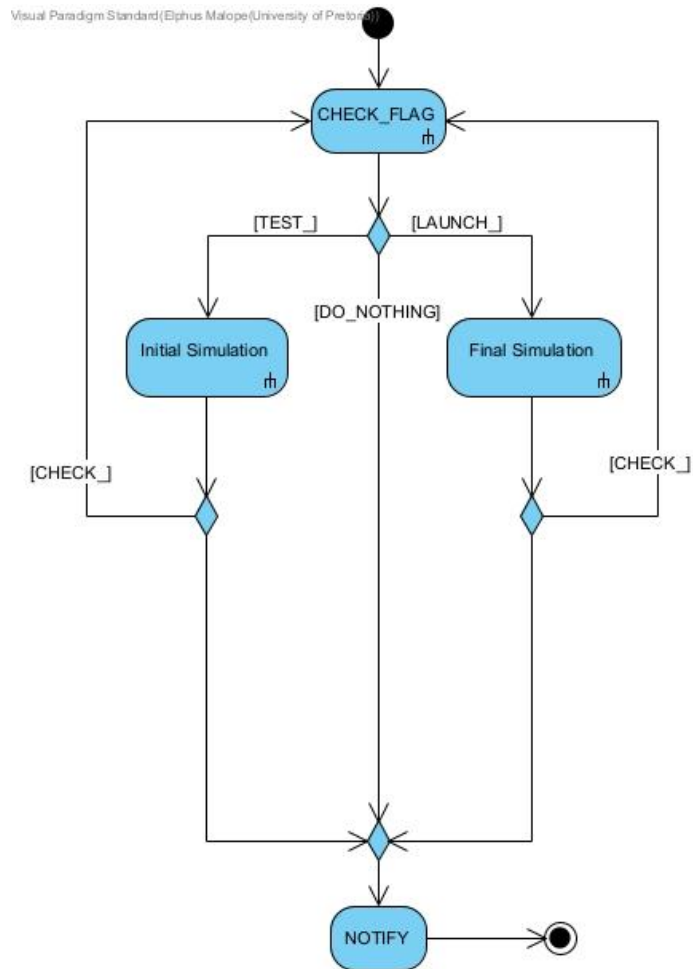 Visual Paradigm Standard(Elphus Malope(University of Pretoria))
CHECK_FLAG
[TEST_]
[LAUNCH_]
[DO_NOTHING]
Initial Simulation
Final Simulation
[CHECK_]
[CHECK_]
NOTIFY